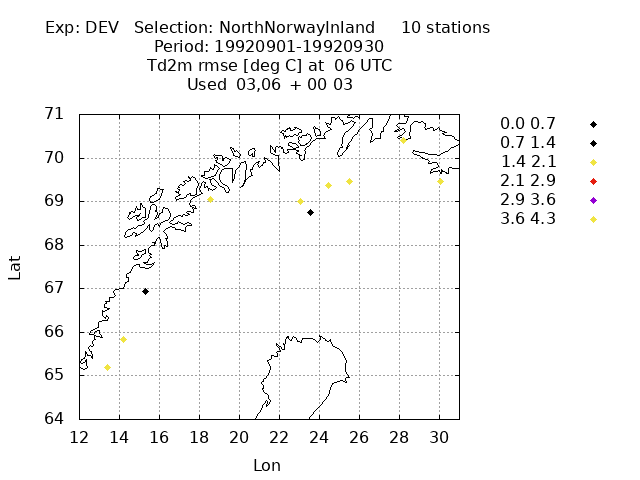 Exp: DEV Selection: NorthNorwayInland 10 stations
Period: 19920901-19920930
Td2m rmse [deg C] at 06 UTC
Used 03,06 + 00 03
71
70
69
68
67
66
65
64
Lat
12 14 16 18 20 22 24 26 28 30
Lon
0.0 0.7
0.7 1.4
1.4 2.1
2.1 2.9
2.9 3.6
3.6 4.3